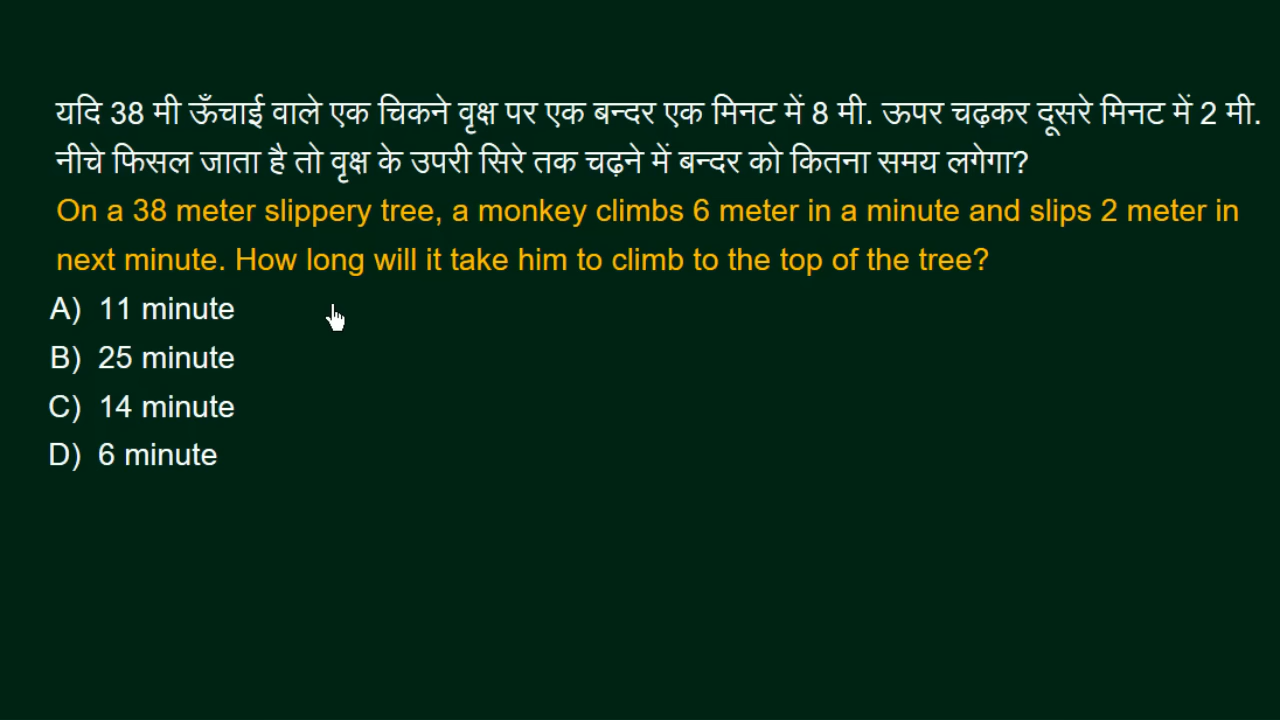 यदि 38 मी ऊँचाई वाले एक चिकने वृक्ष पर एक बन्दर एक मिनट में 8 मी. ऊपर चढ़कर दूसरे मिनट में 2 मी.
नीचे फिसल जाता है तो वृक्ष के उपरी सिरे तक चढ़ने में बन्दर को कितना समय लगेगा?
On a 38 meter slippery tree, a monkey climbs 6 meter in a minute and slips 2 meter in
next minute. How long will it take him to climb to the top of the tree?
A) 11 minute
B) 25 minute
C) 14 minute
D) 6 minute